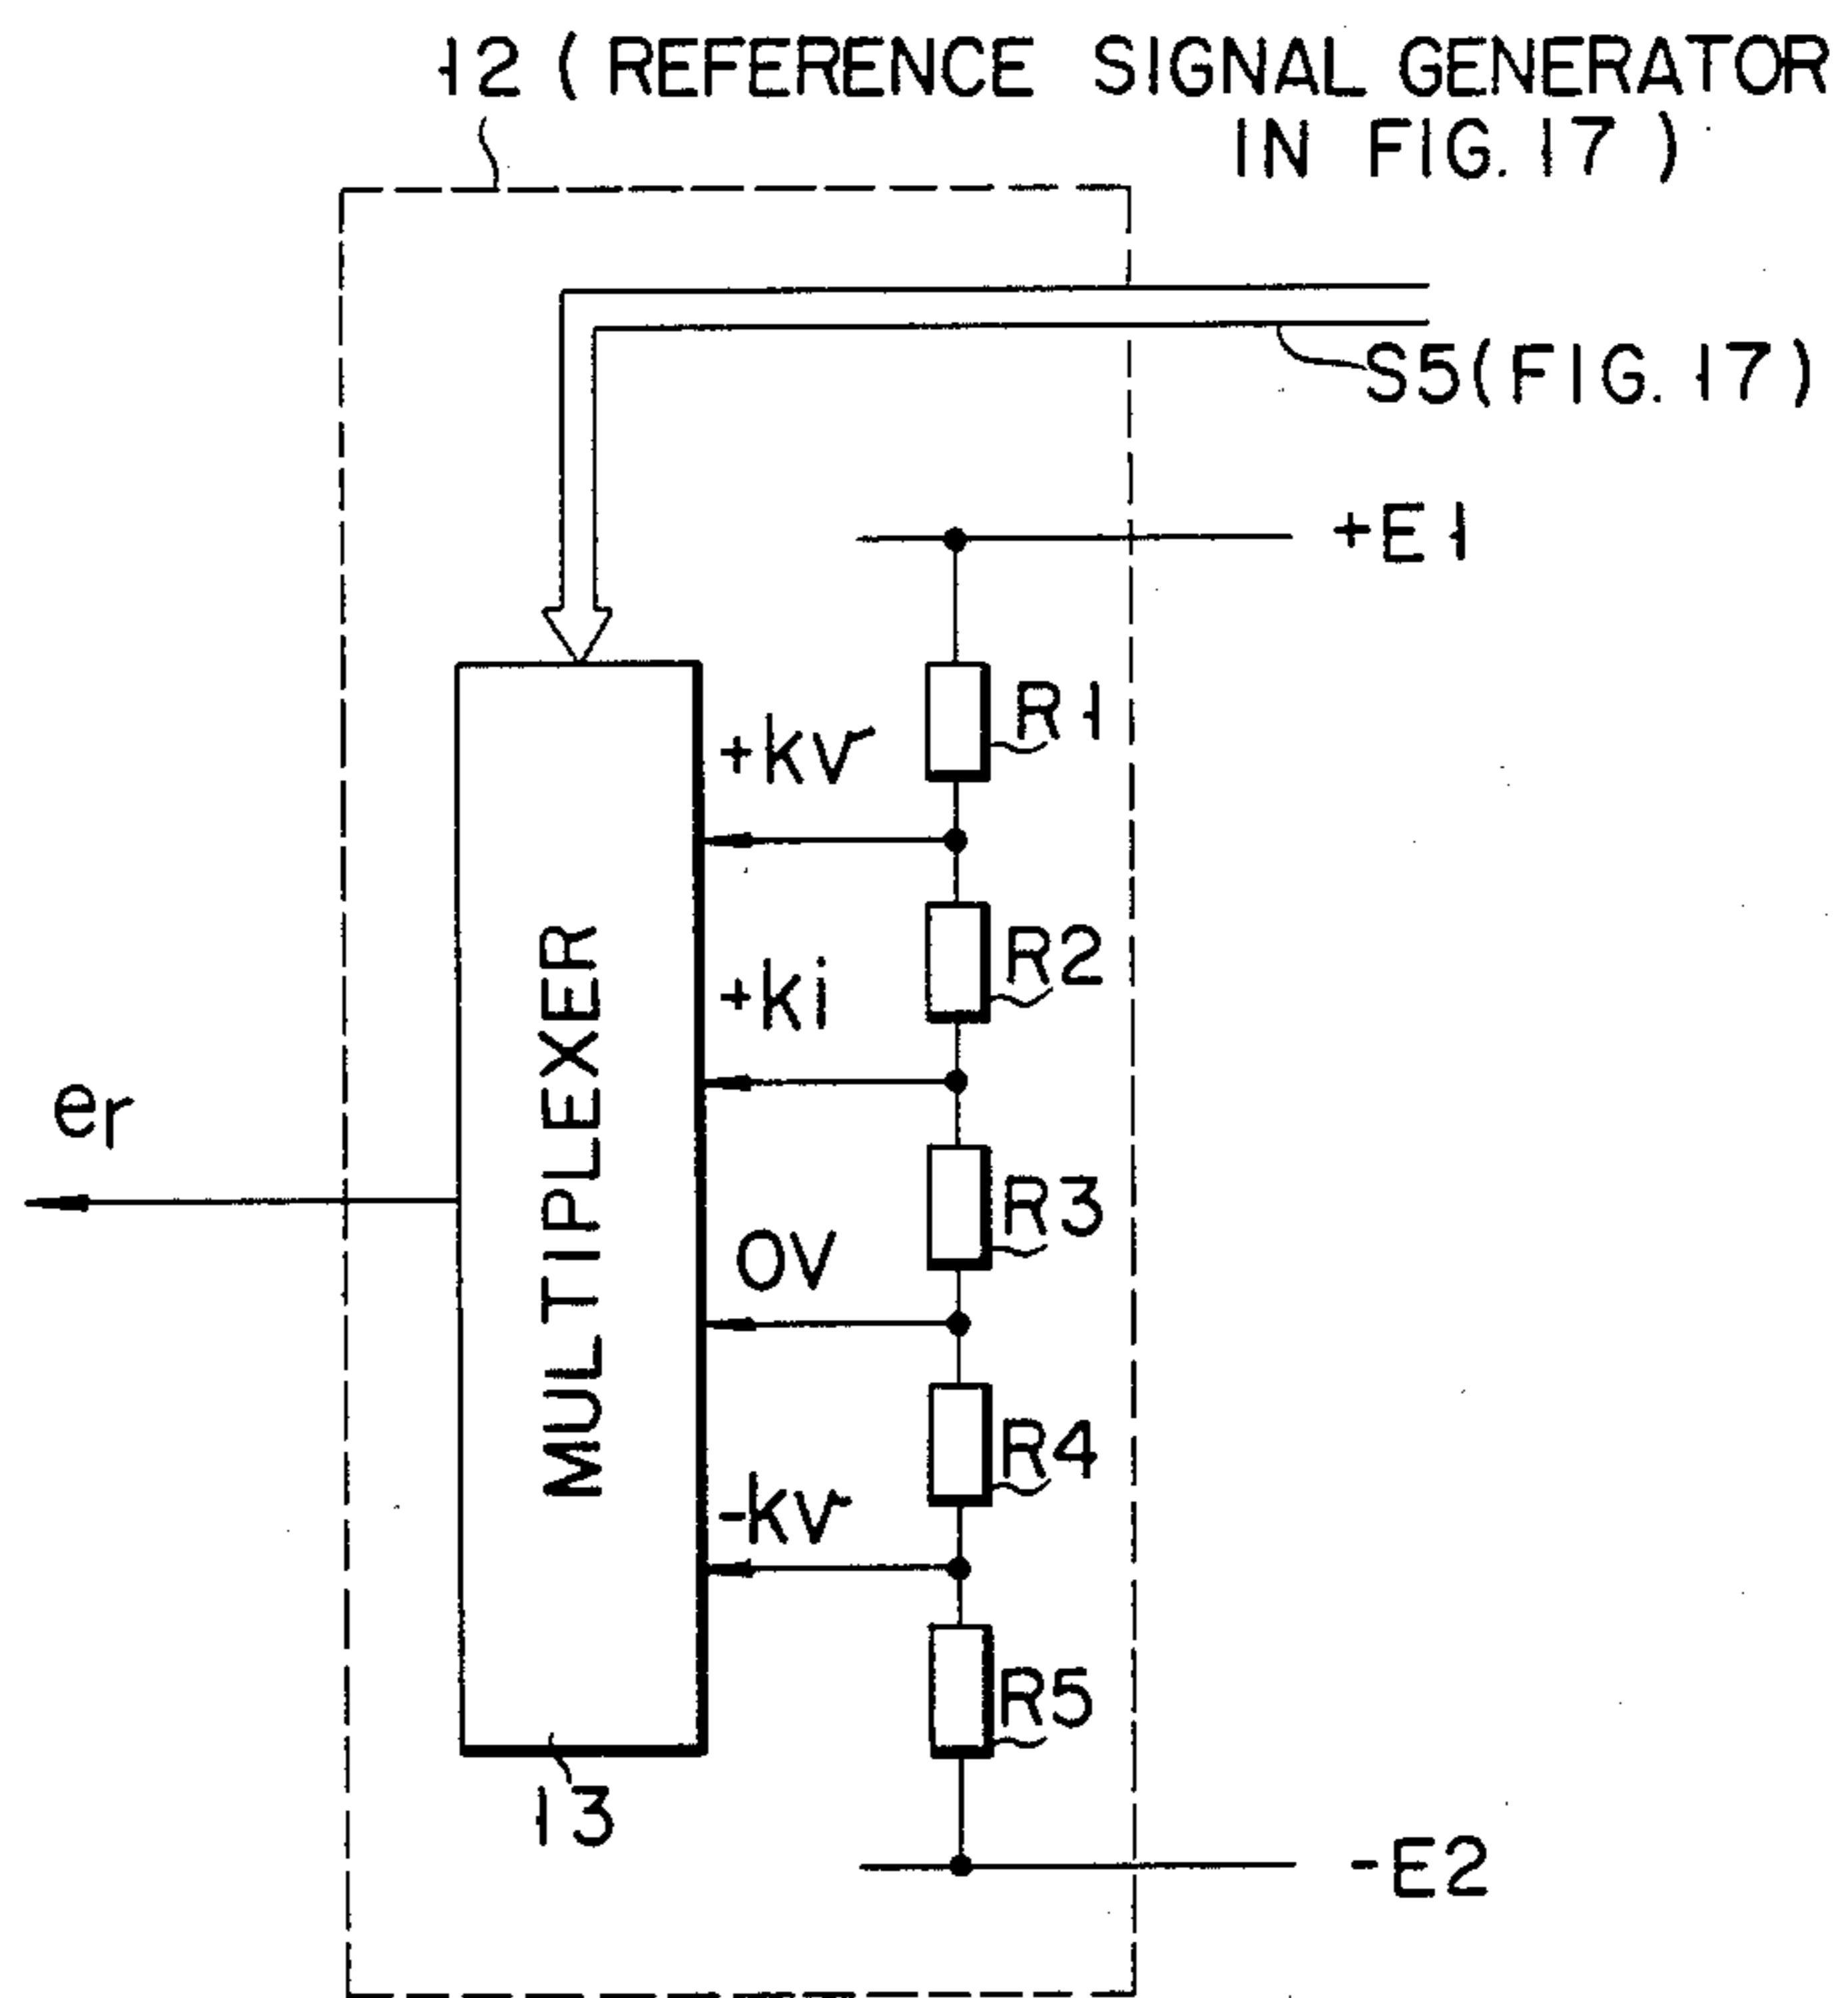 12 ( REFERENCE SIGNAL GENERATOR
IN FIG. 17 )
S5(FIG. 17)
+E1
R1
+kv
R2
+ki
MULTIPLEXER
er
R3
0V
R4
-kv
R5
13
-E2